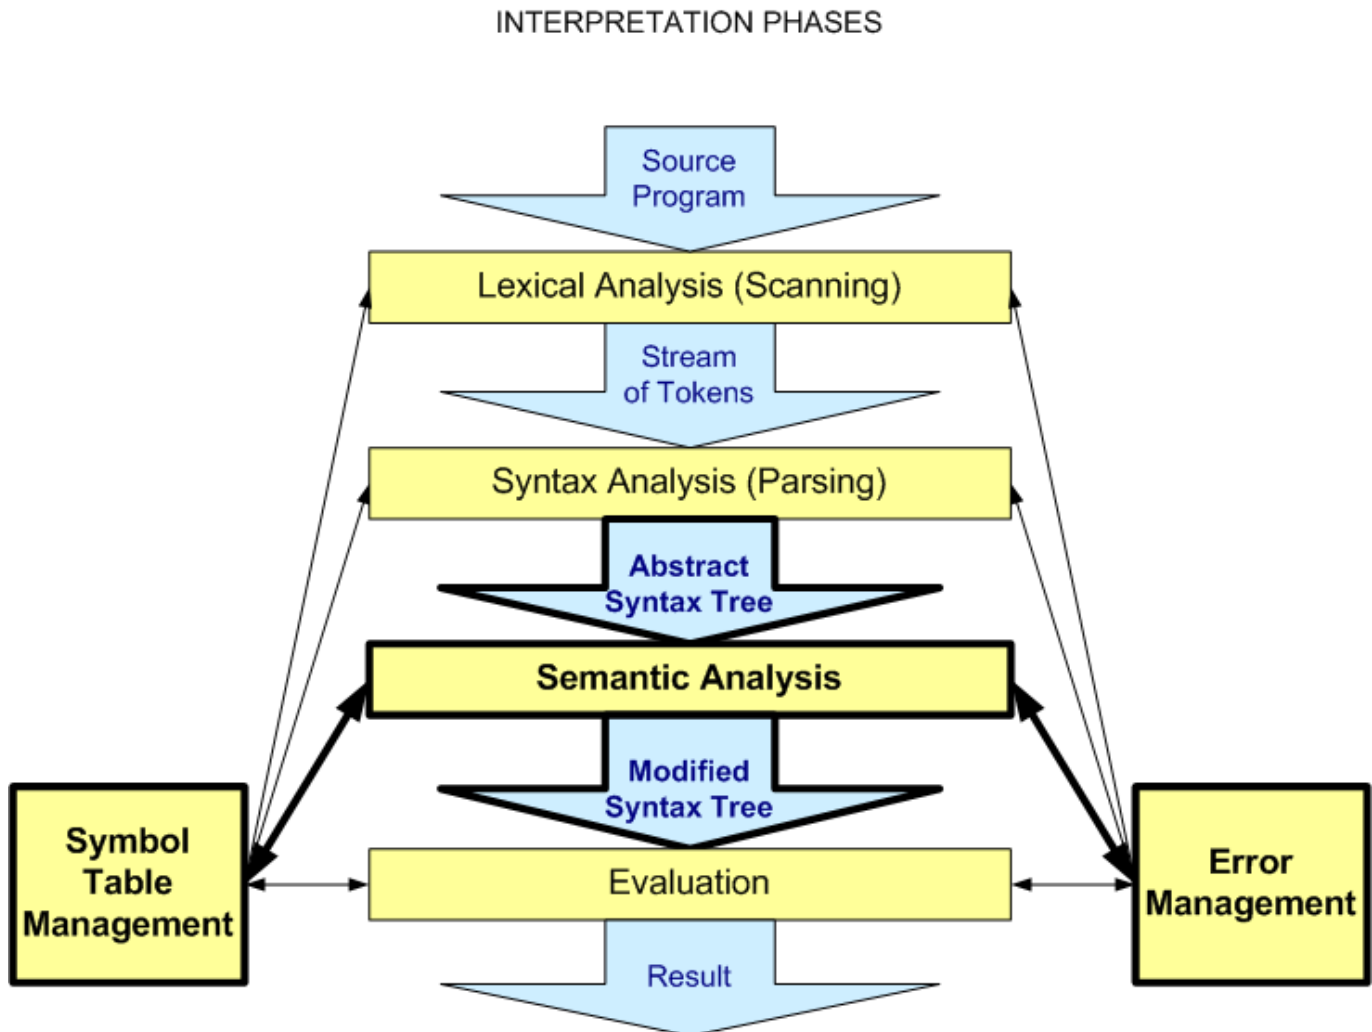 INTERPRETATION PHASES
Source
Program
Lexical Analysis (Scanning)
Stream
of Tokens
Syntax Analysis (Parsing)
Abstract
Syntax Tree
Semantic Analysis
Modified
Syntax Tree
Symbol
Table
Management
Evaluation
Error
Management
Result